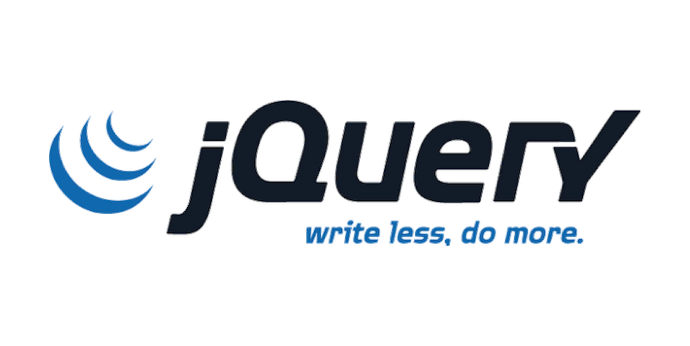 jQuery
write less, do more.